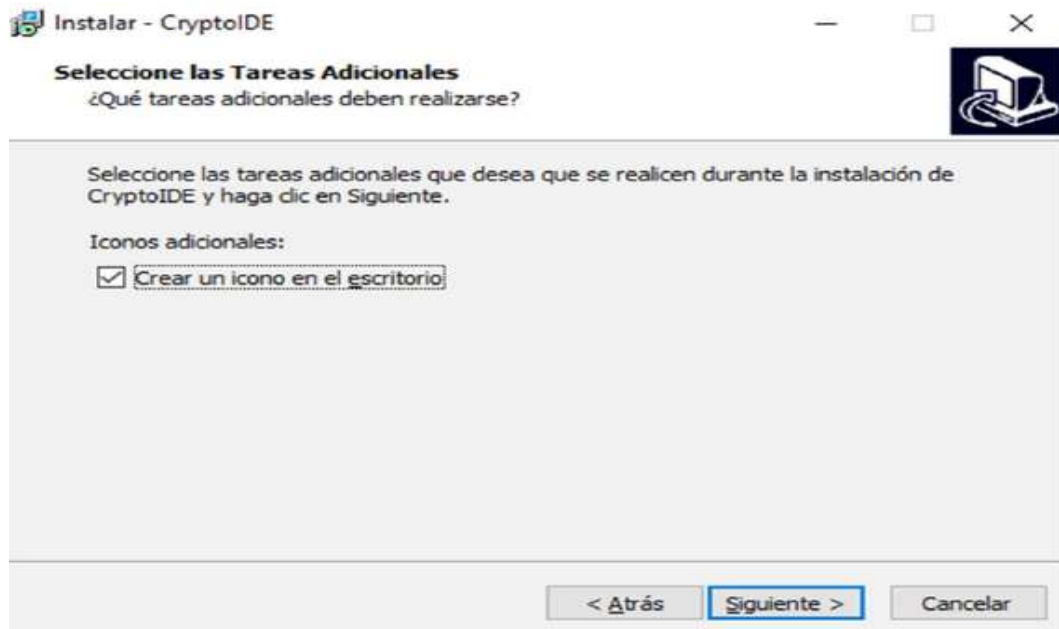 Instalar - CryptoIDE
Seleccione las Tareas Adicionales
¿Qué tareas adicionales deben realizarse?
Seleccione las tareas adicionales que desea que se realicen durante la instalación de
CryptoIDE y haga clic en Siguiente.
Iconos adicionales:
Crear un icono en el escritorio
< Atrás
Siguiente >
Cancelar